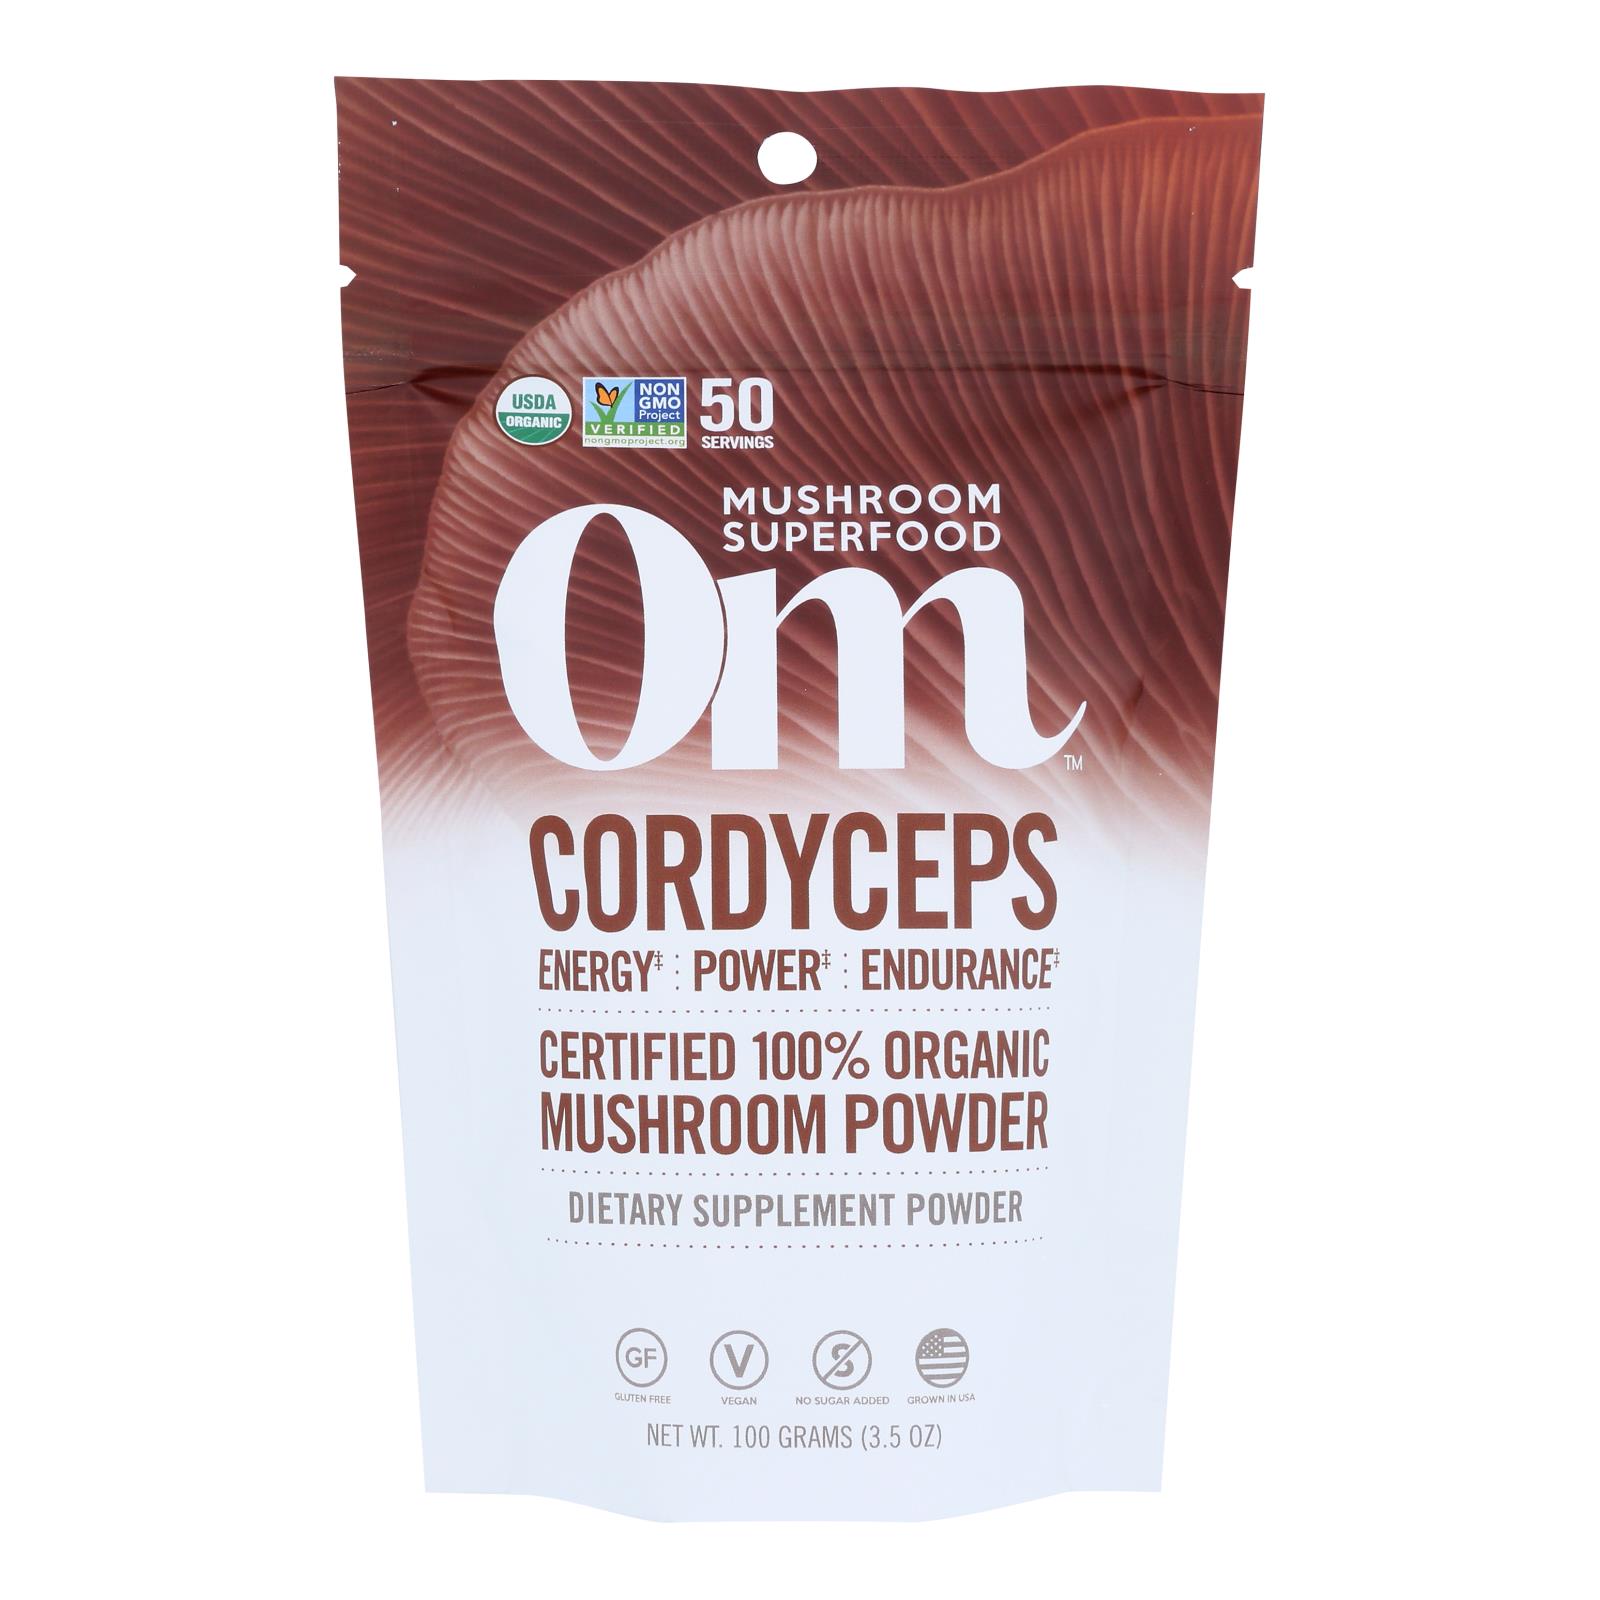 USDA
ORGANIC
NON
GMO
Project
VERIFIED
nongmoproject.org
50
SERVINGS
MUSHROOM
SUPERFOOD
Om™
CORDYCEPS
ENERGY‡ POWER‡ ENDURANCE‡
CERTIFIED 100% ORGANIC
MUSHROOM POWDER
DIETARY SUPPLEMENT POWDER
GF
GLUTEN FREE
V
VEGAN
S
NO SUGAR ADDED
GROWN IN USA
NET WT. 100 GRAMS (3.5 OZ)